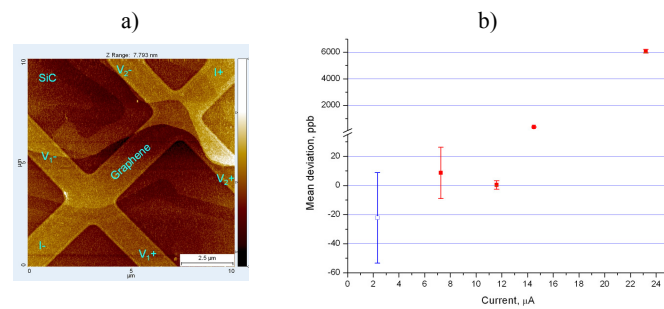 a)
b)
Z Range: 7.793 nm
10
5
0
μm
SiC
V₂-
I+
V₁-
Graphene
V₂+
I-
V₁+
2.5 μm
0
5
10
μm
Mean deviation, ppb
6000
4000
2000
20
0
-20
-40
-60
0 2 4 6 8 10 12 14 16 18 20 22 24
Current, μA